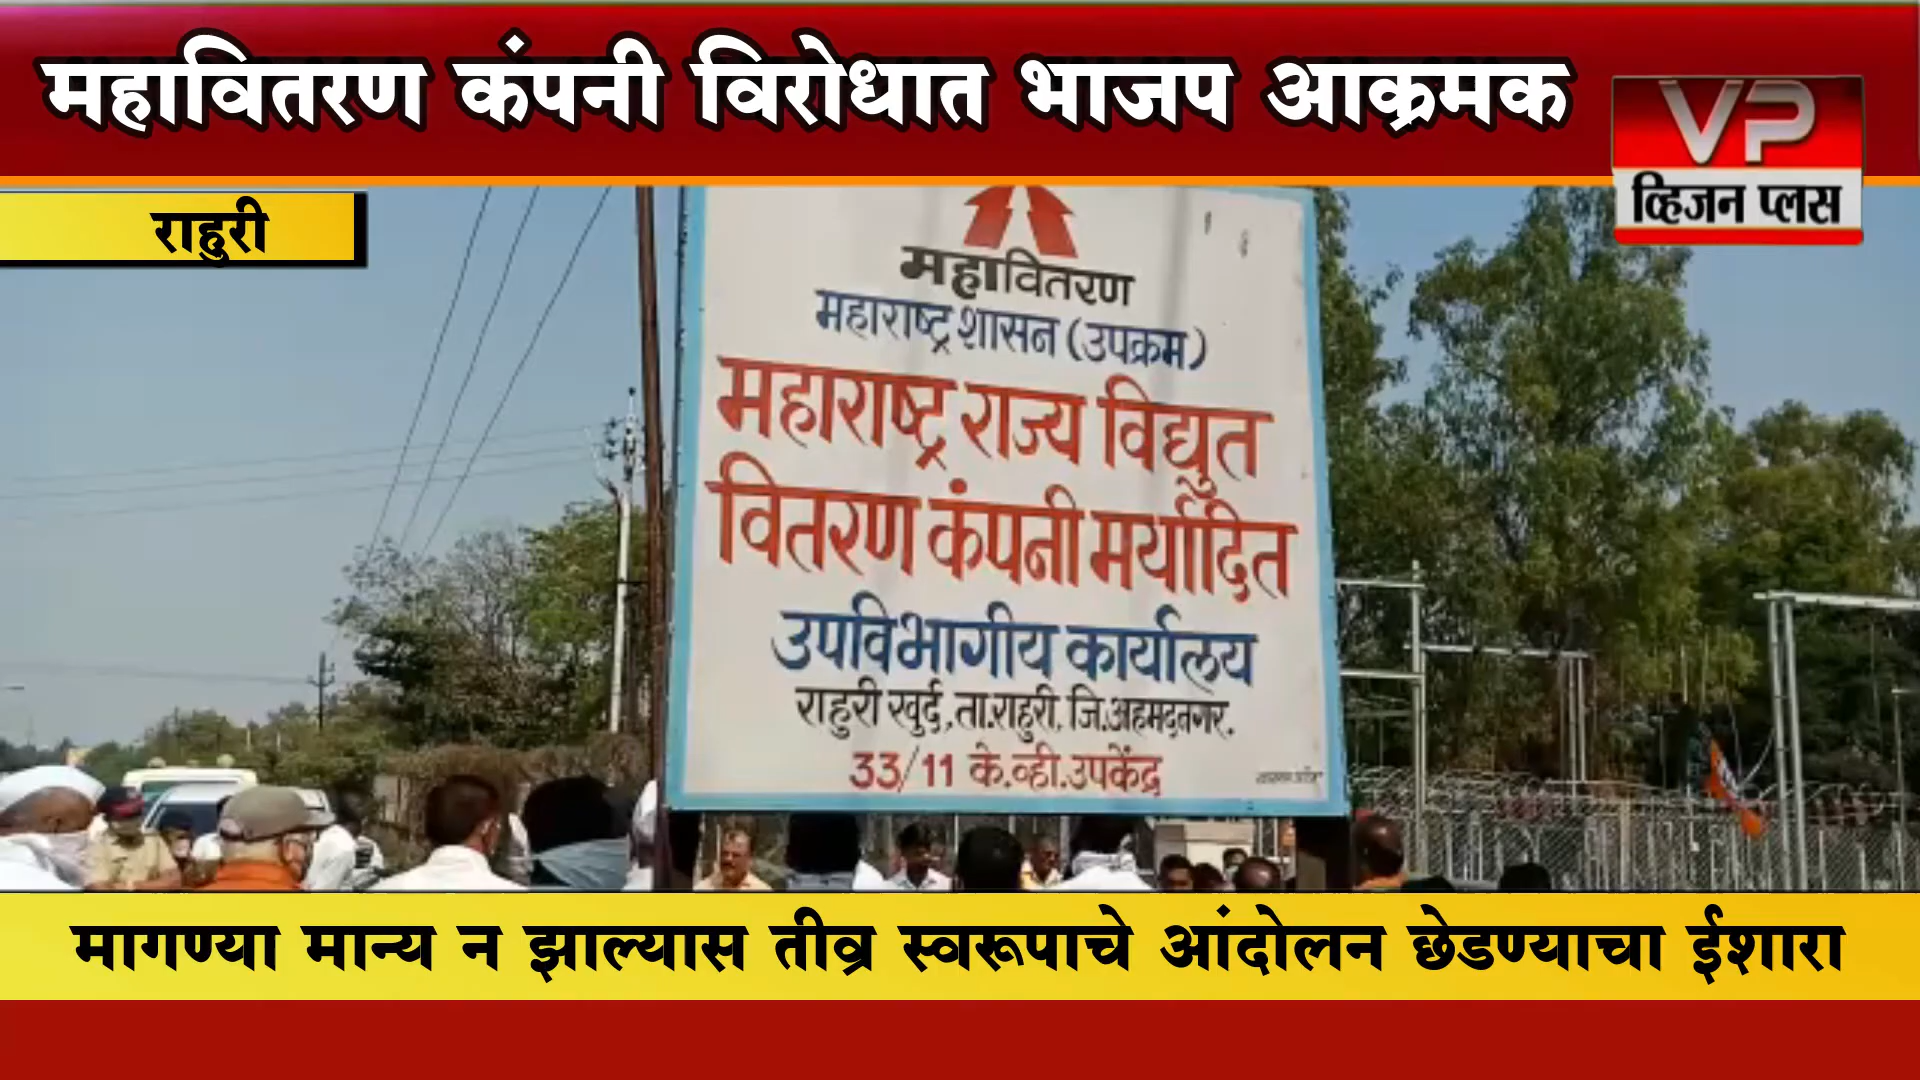 महावितरण कंपनी विरोधात भाजप आक्रमक
VP
व्हिजन प्लस
राहुरी
महावितरण
महाराष्ट्र शासन (उपक्रम)
महाराष्ट्र राज्य विद्युत
वितरण कंपनी मर्यादित
उपविभागीय कार्यालय
राहुरी खुर्द, ता.राहुरी, जि.अहमदनगर.
33/11 के.व्ही.उपकेंद्र
मागण्या मान्य न झाल्यास तीव्र स्वरूपाचे आंदोलन छेडण्याचा ईशारा